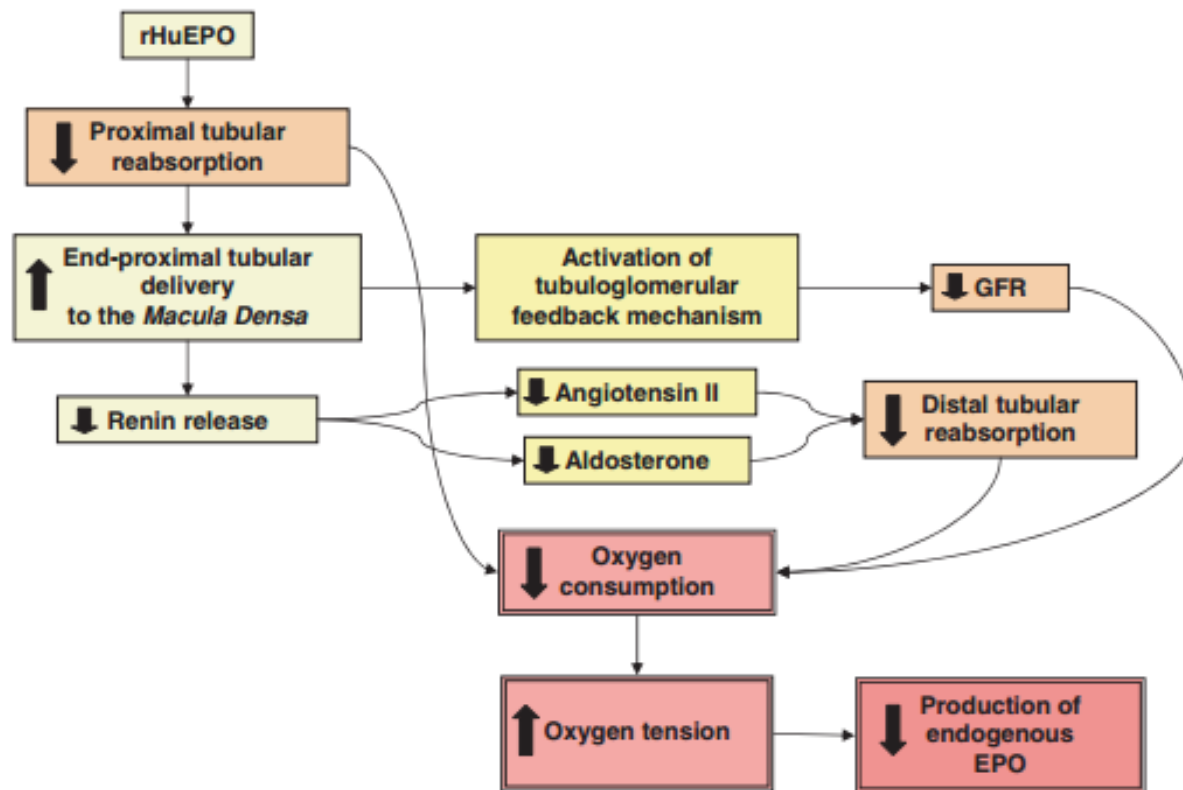 rHuEPO
Proximal tubular
reabsorption
End-proximal tubular
delivery
to the Macula Densa
Activation of
tubuloglomerular
feedback mechanism
GFR
Renin release
Angiotensin II
Aldosterone
Distal tubular
reabsorption
Oxygen
consumption
Oxygen tension
Production of
endogenous
EPO